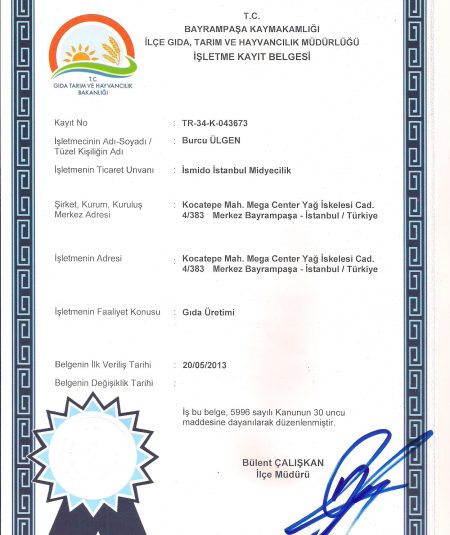 T.C.
BAYRAMPAŞA KAYMAKAMLIĞI
İLÇE GIDA, TARIM VE HAYVANCILIK MÜDÜRLÜĞÜ
İŞLETME KAYIT BELGESİ
T.C.
GIDA TARIM VE HAYVANCILIK
BAKANLIĞI
Kayıt No : TR-34-K-043673
İşletmecinin Adı-Soyadı / : Burcu ÜLGEN
Tüzel Kişiliğin Adı
İşletmenin Ticaret Unvanı : İsmido İstanbul Midyecilik
Şirket, Kurum, Kuruluş : Kocatepe Mah. Mega Center Yağ İskelesi Cad.
Merkez Adresi 4/383 Merkez Bayrampaşa - İstanbul / Türkiye
İşletmenin Adresi : Kocatepe Mah. Mega Center Yağ İskelesi Cad.
4/383 Merkez Bayrampaşa - İstanbul / Türkiye
İşletmenin Faaliyet Konusu : Gıda Üretimi
Belgenin İlk Veriliş Tarihi : 20/05/2013
Belgenin Değişiklik Tarihi :
İş bu belge, 5996 sayılı Kanunun 30 uncu
maddesine dayanılarak düzenlenmiştir.
Bülent ÇALIŞKAN
İlçe Müdürü